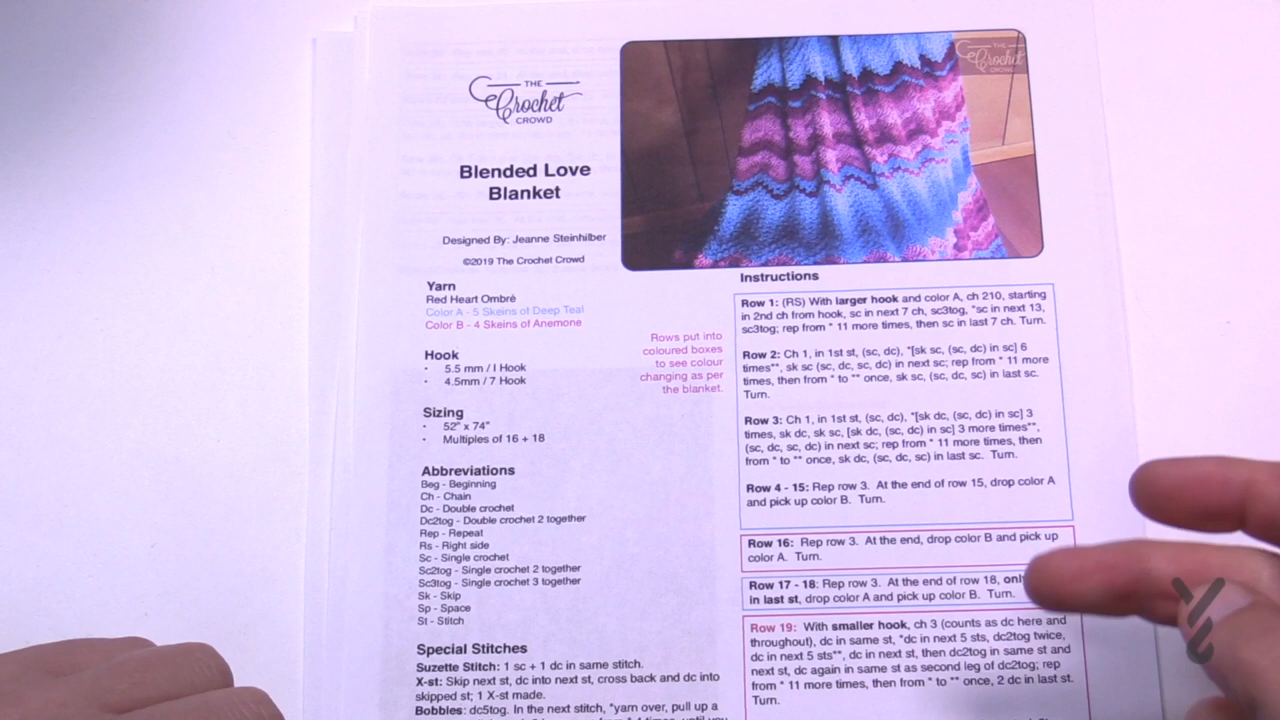 THE
Crochet
CROWD
THE
Crochet
CROWD
Blended Love
Blanket
Designed By: Jeanne Steinhilber
©2019 The Crochet Crowd
Yarn
Red Heart Ombré
Color A - 5 Skeins of Deep Teal
Color B - 4 Skeins of Anemone
Hook
• 5.5 mm / I Hook
• 4.5mm / 7 Hook
Sizing
• 52" x 74"
• Multiples of 16 + 18
Abbreviations
Beg - Beginning
Ch - Chain
Dc - Double crochet
Dc2tog - Double crochet 2 together
Rep - Repeat
Rs - Right side
Sc - Single crochet
Sc2tog - Single crochet 2 together
Sc3tog - Single crochet 3 together
Sk - Skip
Sp - Space
St - Stitch
Special Stitches
Suzette Stitch: 1 sc + 1 dc in same stitch.
X-st: Skip next st, dc into next st, cross back and dc into
skipped st; 1 X-st made.
Bobbles: dc5tog. In the next stitch, *yarn over, pull up a
Rows put into
coloured boxes
to see colour
changing as per
the blanket.
Instructions
Row 1: (RS) With larger hook and color A, ch 210, starting
in 2nd ch from hook, sc in next 7 ch, sc3tog, *sc in next 13,
sc3tog; rep from * 11 more times, then sc in last 7 ch. Turn.
Row 2: Ch 1, in 1st st, (sc, dc), *[sk sc, (sc, dc) in sc] 6
times**, sk sc (sc, dc, sc, dc) in next sc; rep from * 11 more
times, then from * to ** once, sk sc, (sc, dc, sc) in last sc.
Turn.
Row 3: Ch 1, in 1st st, (sc, dc), *[sk dc, (sc, dc) in sc] 3
times, sk dc, sk sc, [sk dc, (sc, dc) in sc] 3 more times**,
(sc, dc, sc, dc) in next sc; rep from * 11 more times, then
from * to ** once, sk dc, (sc, dc, sc) in last sc. Turn.
Row 4 - 15: Rep row 3. At the end of row 15, drop color A
and pick up color B. Turn.
Row 16: Rep row 3. At the end, drop color B and pick up
color A. Turn.
Row 17 - 18: Rep row 3. At the end of row 18,
in last st, drop color A and pick up color B. Turn.
Row 19: With smaller hook, ch 3 (counts as dc here and
throughout), dc in same st, *dc in next 5 sts, dc2tog twice,
dc in next 5 sts**, dc in next st, then dc2tog in same st and
next st, dc again in same st as second leg of dc2tog; rep
from * 11 more times, then from * to ** once, 2 dc in last st.
Turn.